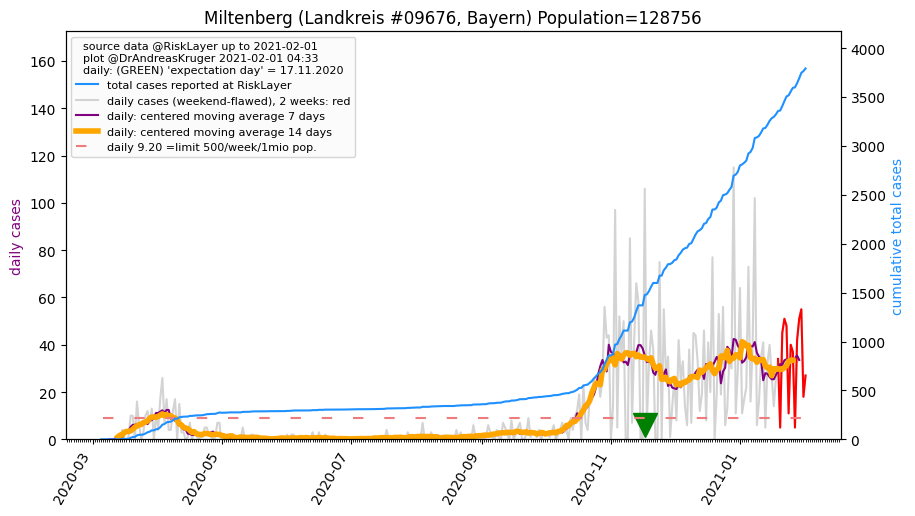 Miltenberg (Landkreis #09676, Bayern) Population=128756
source data @RiskLayer up to 2021-02-01
plot @DrAndreasKruger 2021-02-01 04:33
daily: (GREEN) 'expectation day' = 17.11.2020
total cases reported at RiskLayer
daily cases (weekend-flawed), 2 weeks: red
daily: centered moving average 7 days
daily: centered moving average 14 days
daily 9.20 =limit 500/week/1mio pop.
daily cases
160
140
120
100
80
60
40
20
0
4000
3500
3000
2500
2000
1500
1000
500
0
cumulative total cases
2020-03
2020-05
2020-07
2020-09
2020-11
2021-01